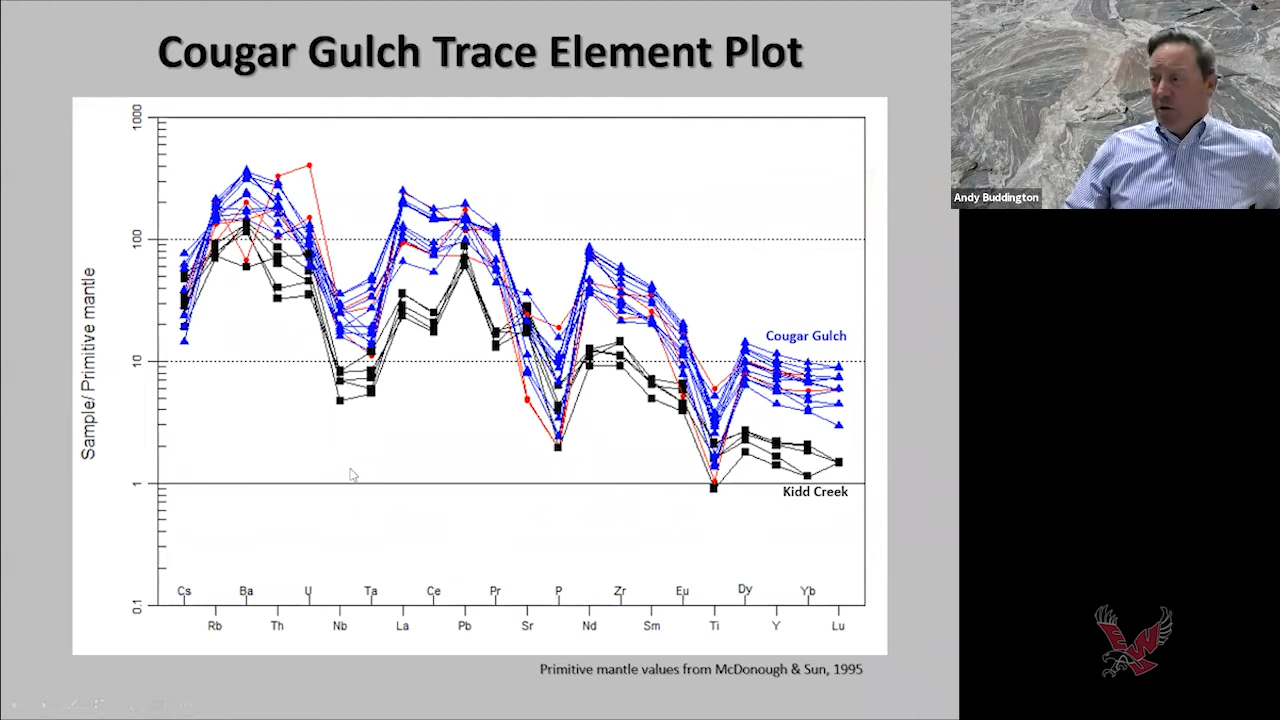 Cougar Gulch Trace Element Plot
Andy Buddington
1000
100
10
1
0.1
Sample/ Primitive mantle
Cougar Gulch
Kidd Creek
Cs Ba U Ta Ce Pr P Zr Eu Dy Yb
Rb Th Nb La Pb Sr Nd Sm Ti Y Lu
Primitive mantle values from McDonough & Sun, 1995
EWU